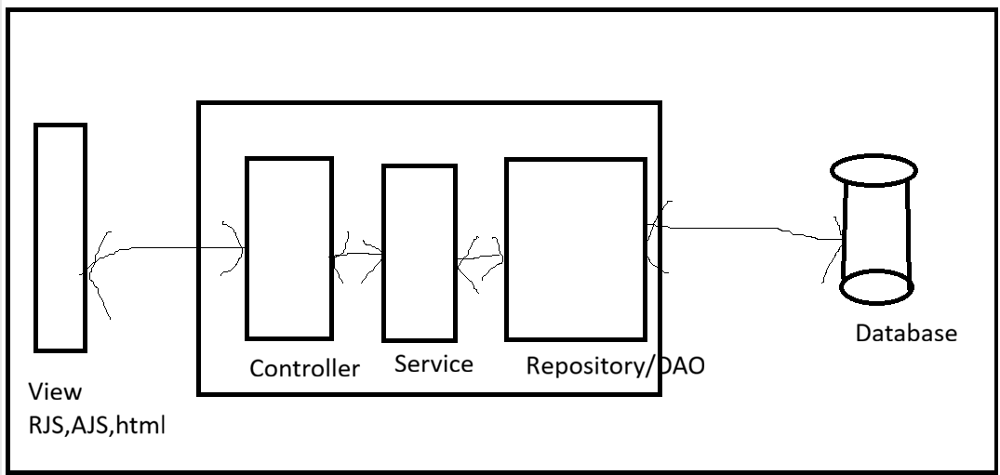 Controller
Service
Repository/DAO
Database
View
RJS,AJS,html